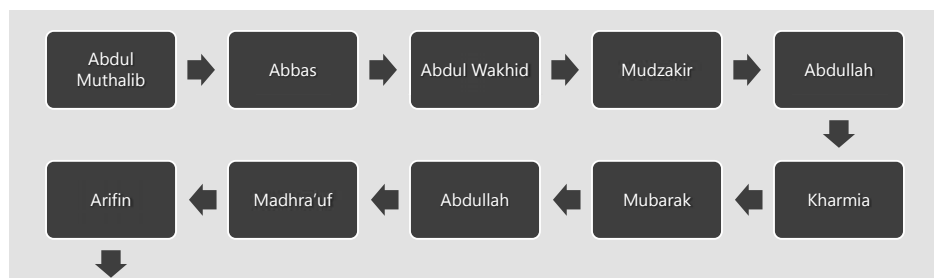 Abdul
Muthalib
Abbas
Abdul Wakhid
Mudzakir
Abdullah
Kharmia
Mubarak
Abdullah
Madhra'uf
Arifin